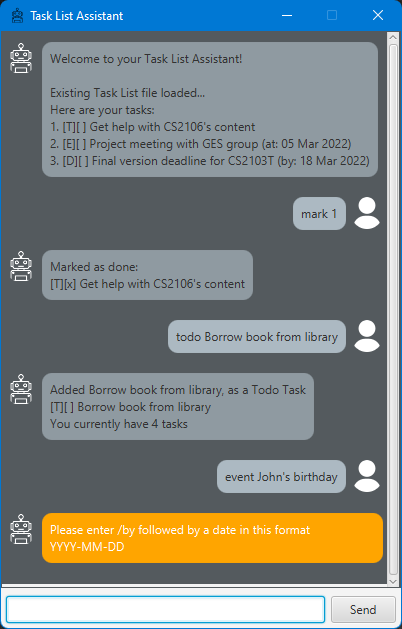 Task List Assistant
Welcome to your Task List Assistant!
Existing Task List file loaded...
Here are your tasks:
1. [T][ ] Get help with CS2106's content
2. [E][ ] Project meeting with GES group (at: 05 Mar 2022)
3. [D][ ] Final version deadline for CS2103T (by: 18 Mar 2022)
mark 1
Marked as done:
[T][x] Get help with CS2106's content
todo Borrow book from library
Added Borrow book from library, as a Todo Task
[T][ ] Borrow book from library
You currently have 4 tasks
event John's birthday
Please enter /by followed by a date in this format
YYYY-MM-DD
Send